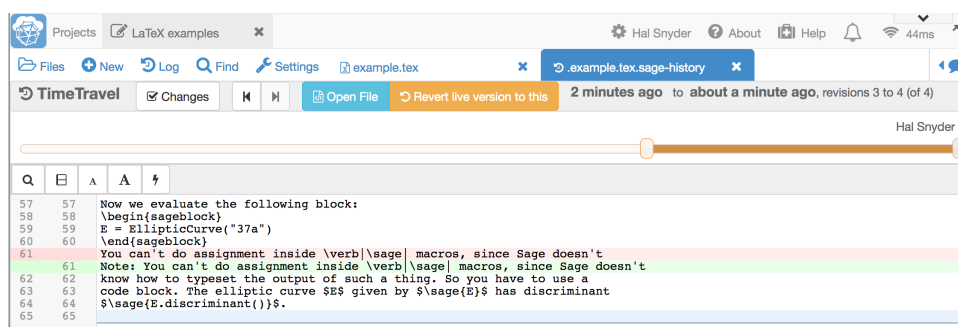 Projects LaTeX examples × Hal Snyder About Help 44ms
Files New Log Find Settings example.tex × .example.tex.sage-history ×
TimeTravel Changes Open File Revert live version to this 2 minutes ago to about a minute ago, revisions 3 to 4 (of 4)
Hal Snyder
A A
57 57 Now we evaluate the following block:
58 58 \begin{sageblock}
59 59 E = EllipticCurve("37a")
60 60 \end{sageblock}
61 You can't do assignment inside \verb|\sage| macros, since Sage doesn't
61 Note: You can't do assignment inside \verb|\sage| macros, since Sage doesn't
62 62 know how to typeset the output of such a thing. So you have to use a
63 63 code block. The elliptic curve $E$ given by $\sage{E}$ has discriminant
64 64 $\sage{E.discriminant()}$.
65 65